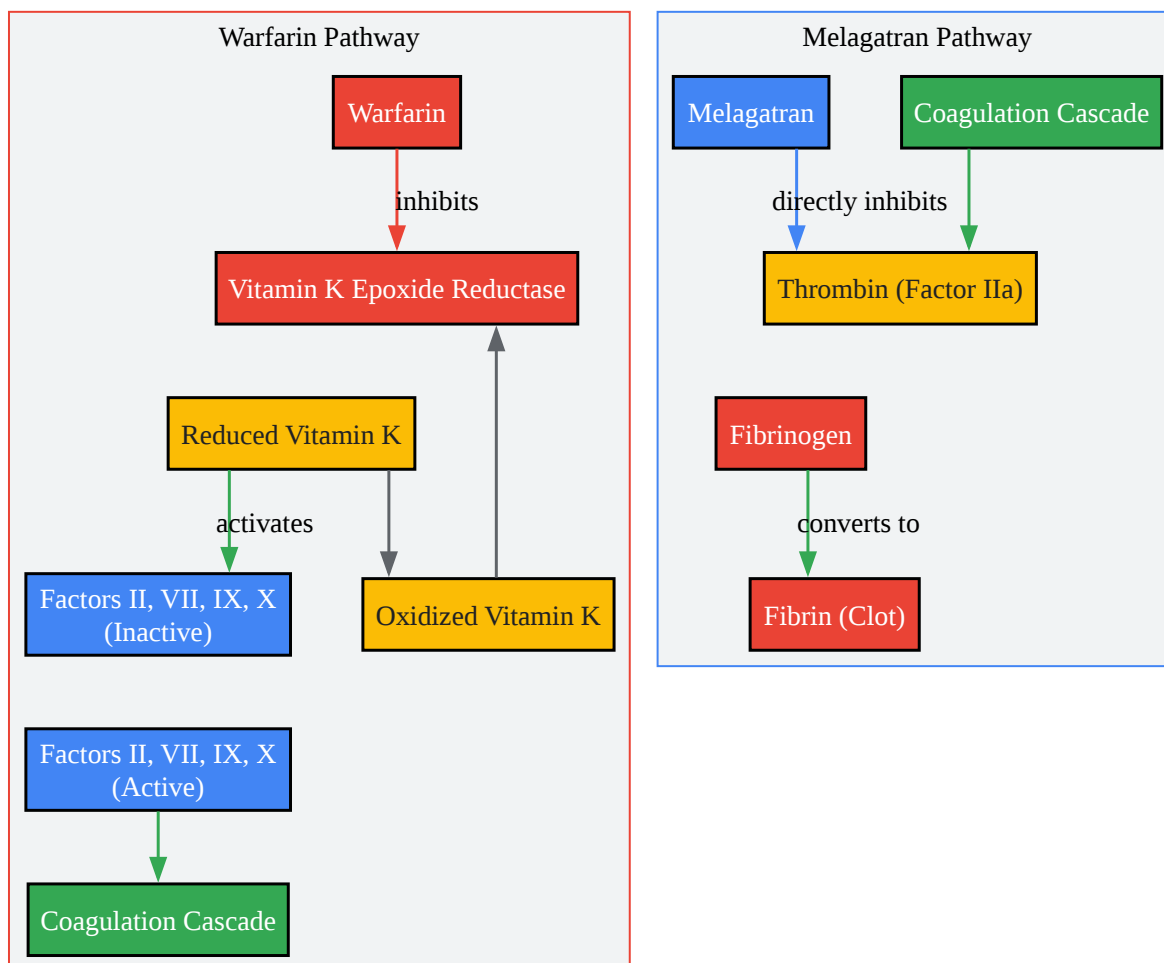 Warfarin Pathway
Warfarin
inhibits
Vitamin K Epoxide Reductase
Reduced Vitamin K
activates
Factors II, VII, IX, X
(Inactive)
Oxidized Vitamin K
Factors II, VII, IX, X
(Active)
Coagulation Cascade
Melagatran Pathway
Melagatran
Coagulation Cascade
directly inhibits
Thrombin (Factor IIa)
Fibrinogen
converts to
Fibrin (Clot)